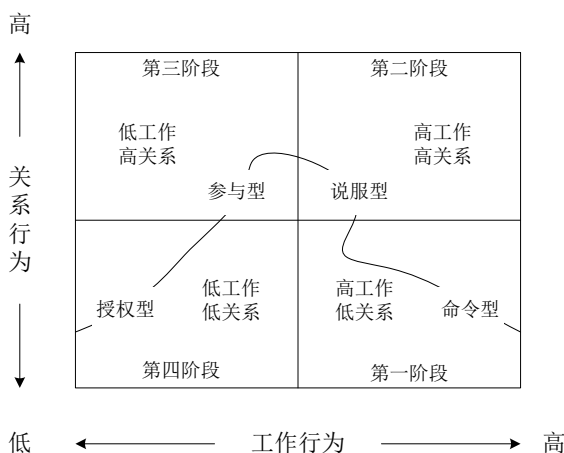 高
关系行为
第三阶段
第二阶段
低工作
高关系
高工作
高关系
参与型
说服型
授权型
低工作
低关系
高工作
低关系
命令型
第四阶段
第一阶段
低
工作行为
高